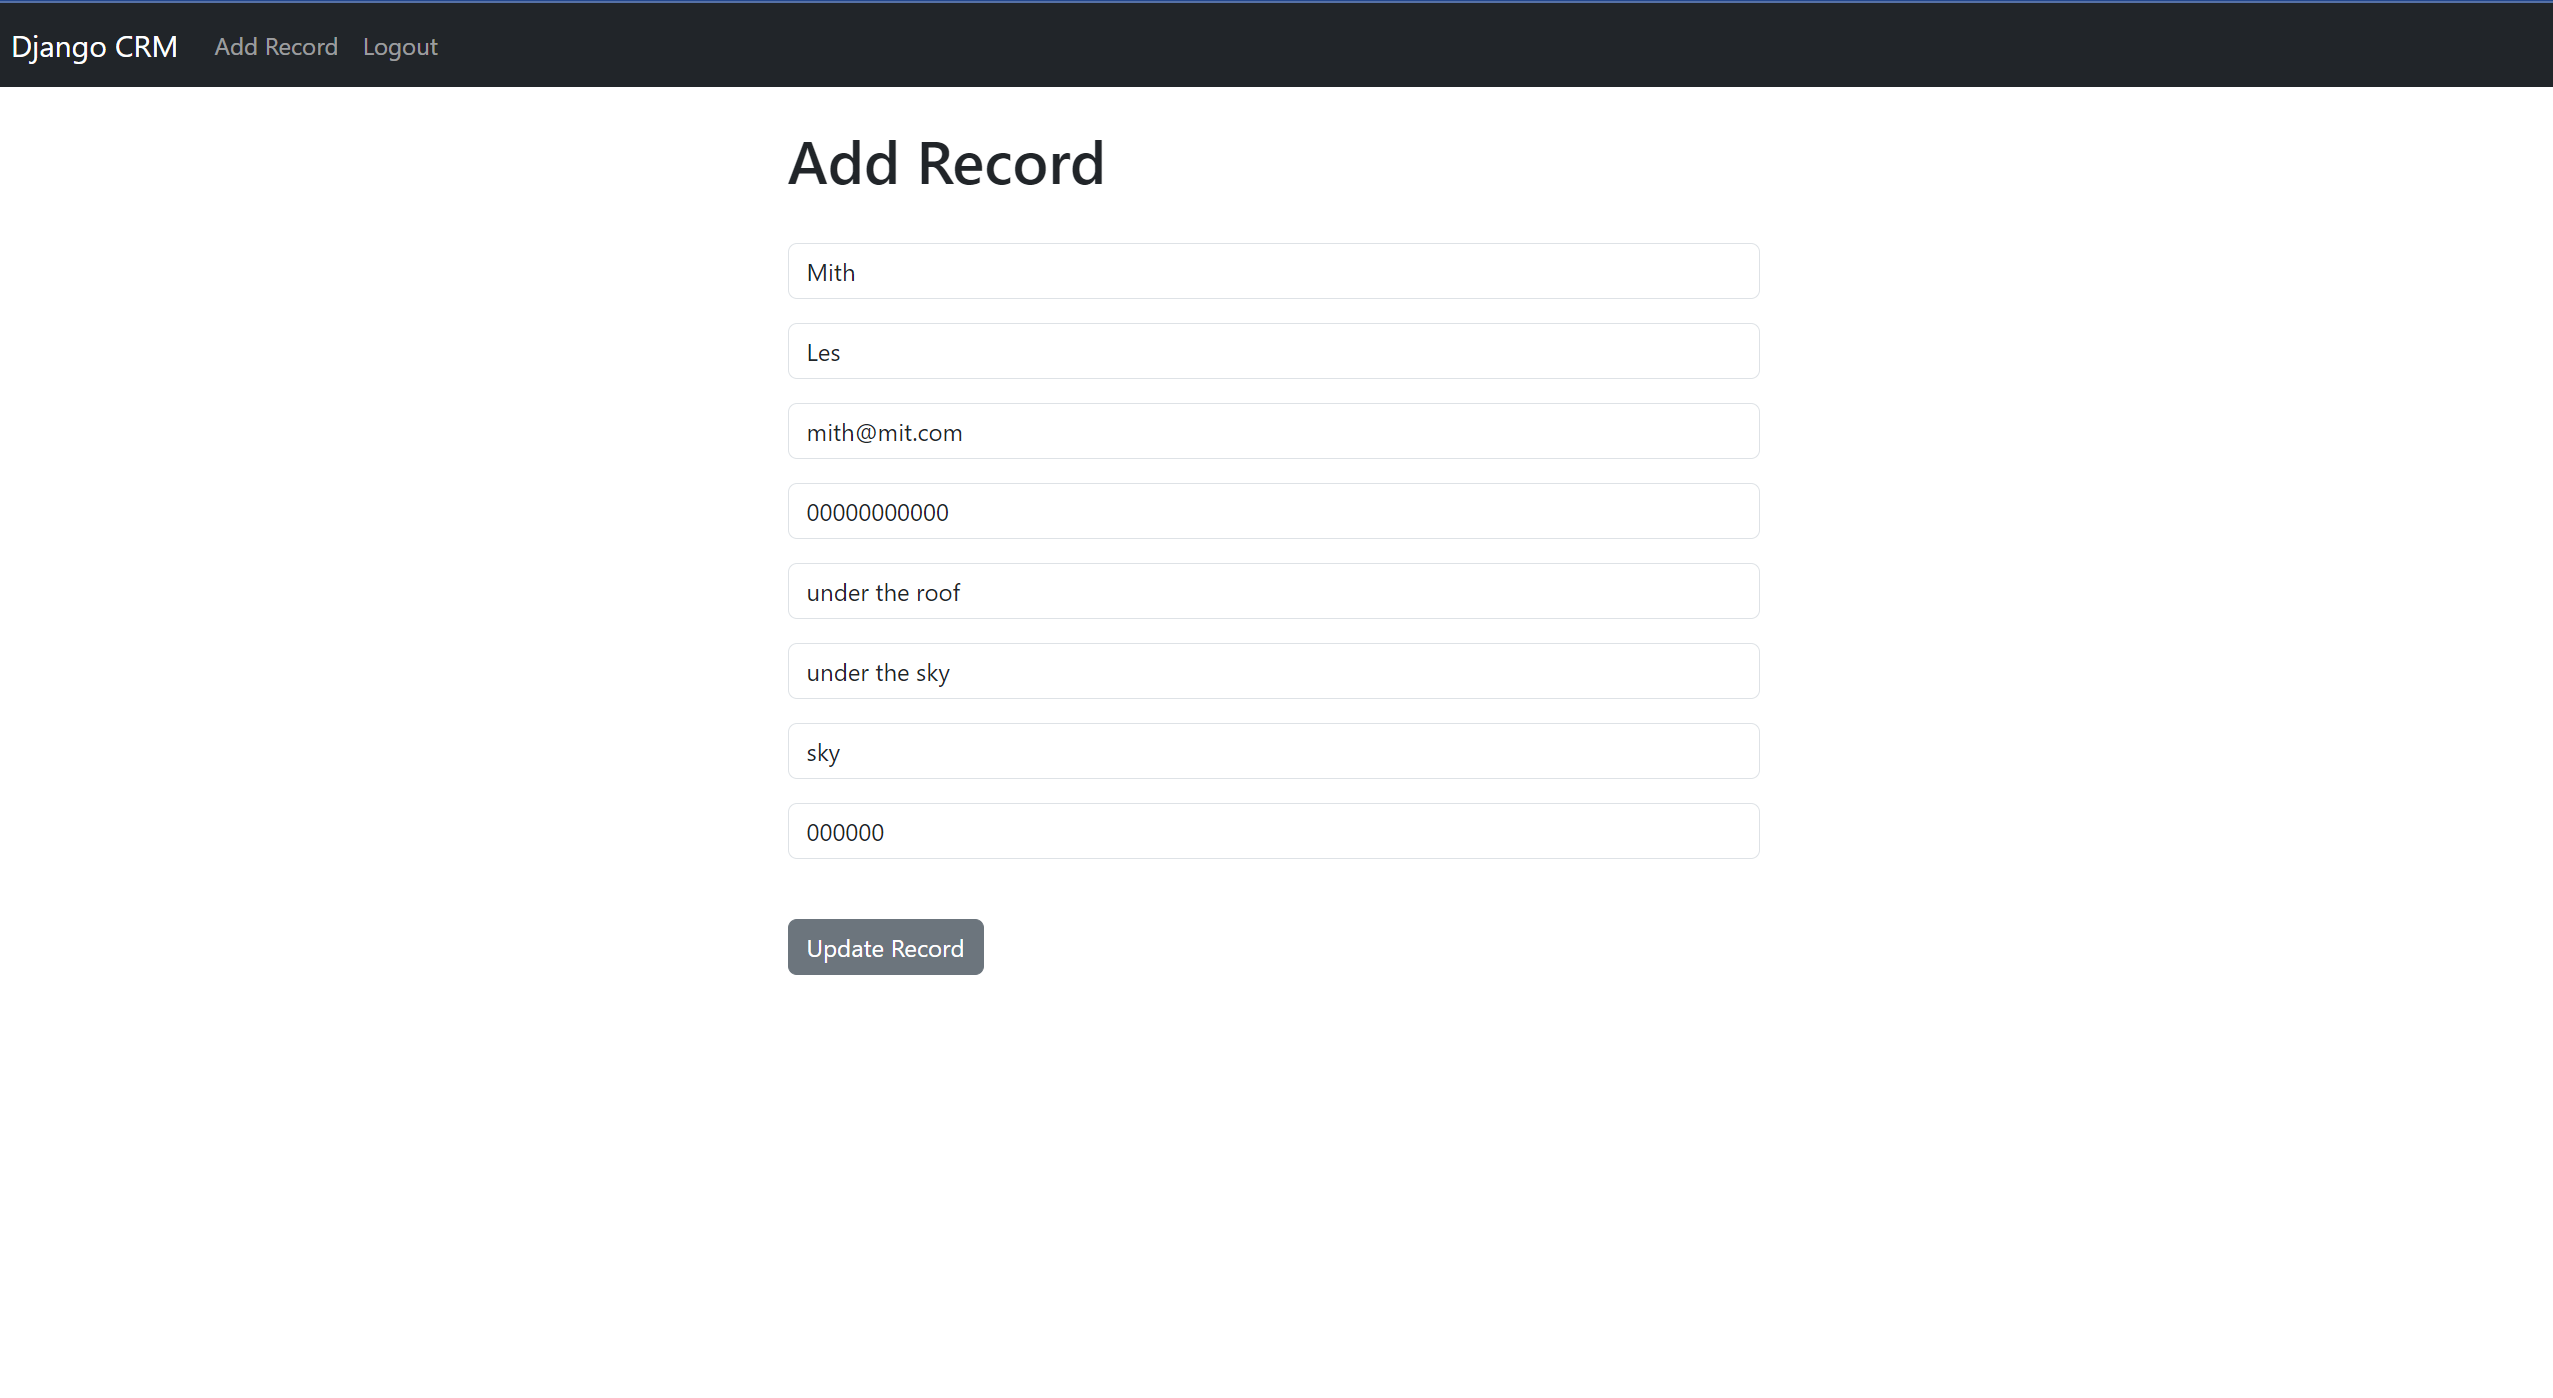 Django CRM Add Record Logout
Add Record
Mith
Les
mith@mit.com
00000000000
under the roof
under the sky
sky
000000
Update Record